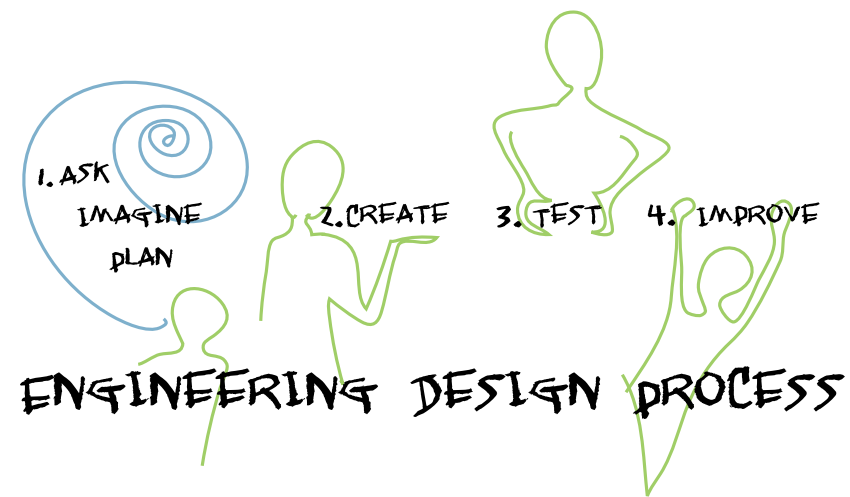 1. ASK
IMAGINE
PLAN
2. CREATE
3. TEST
4. IMPROVE
ENGINEERING DESIGN PROCESS